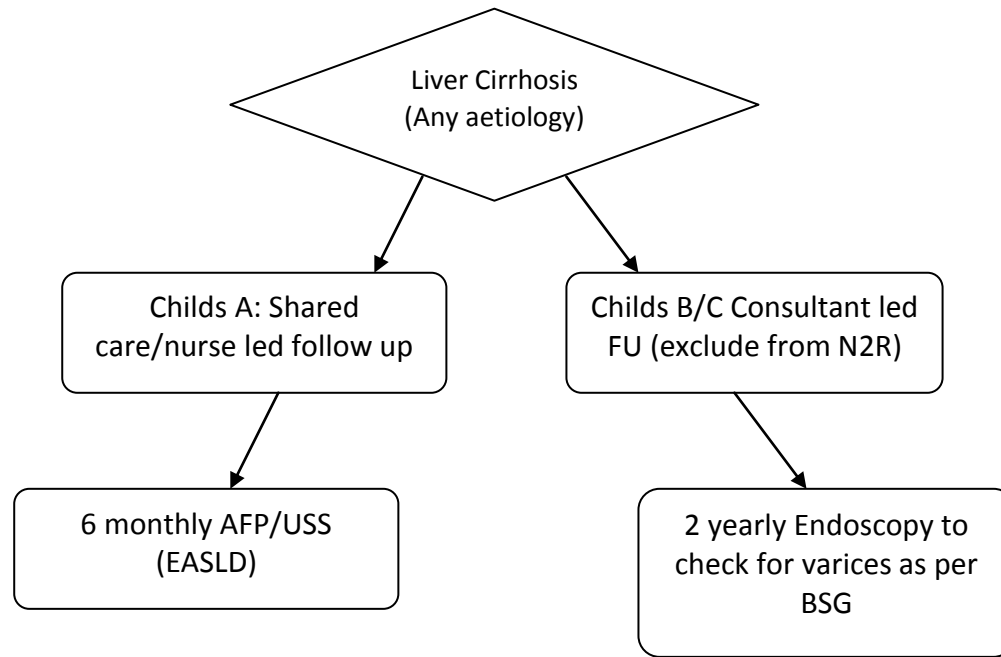 Liver Cirrhosis
(Any aetiology)
Childs A: Shared
care/nurse led follow up
Childs B/C Consultant led
FU (exclude from N2R)
6 monthly AFP/USS
(EASLD)
2 yearly Endoscopy to
check for varices as per
BSG